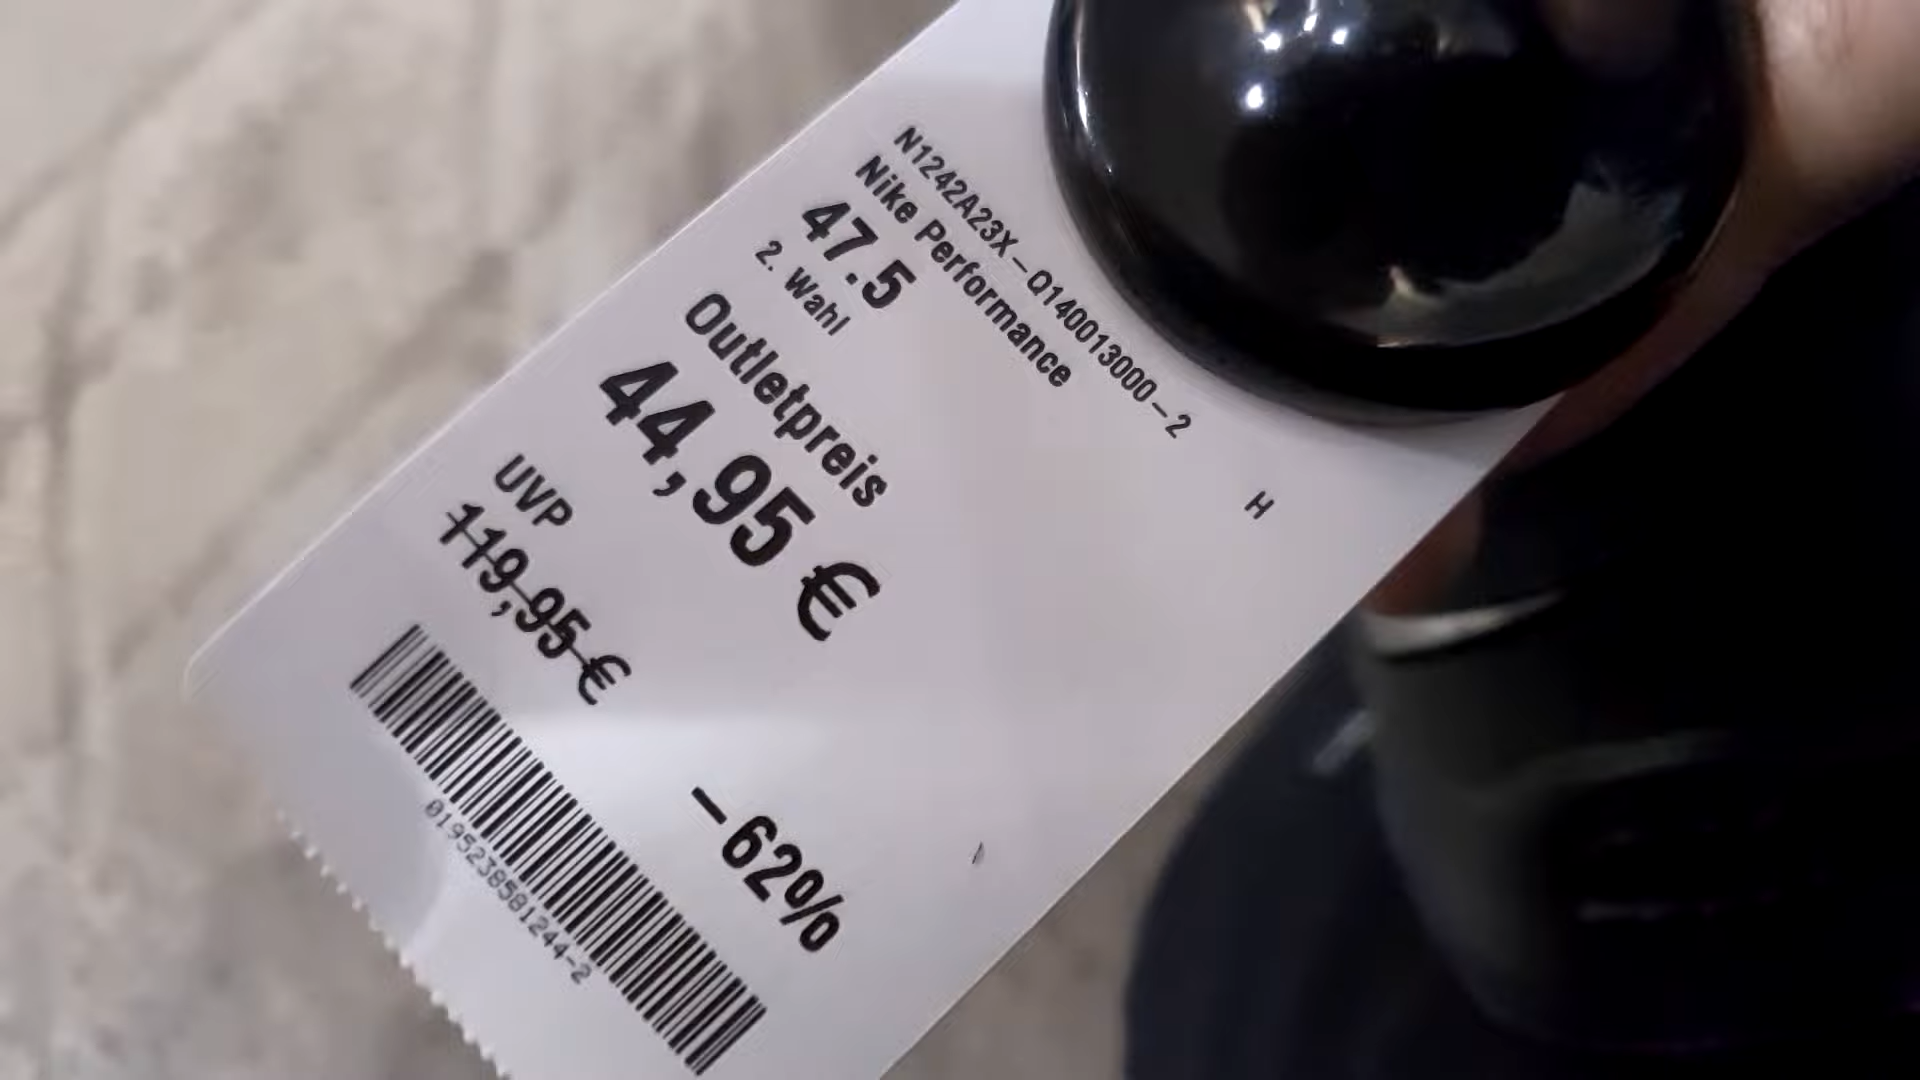 N1242A23X-Q140013000-2
Nike Performance
47.5
2. Wahl
H
Outletpreis
44,95 €
UVP
119,95 €
-62%
0195238581244-2